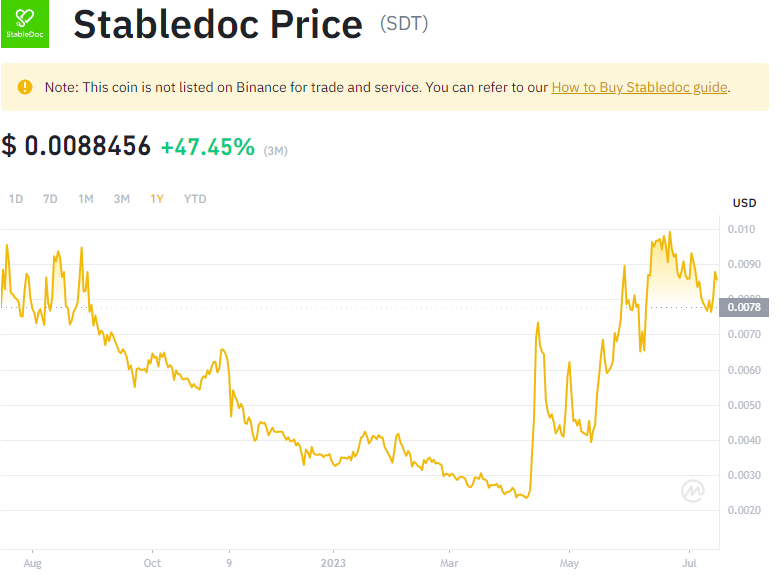 StableDoc
Stabledoc Price (SDT)
Note: This coin is not listed on Binance for trade and service. You can refer to our How to Buy Stabledoc guide.
$ 0.0088456 +47.45% (3M)
1D 7D 1M 3M 1Y YTD
USD
0.010
0.0090
0.0078
0.0070
0.0060
0.0050
0.0040
0.0030
0.0020
Aug Oct 9 2023 Mar May Jul